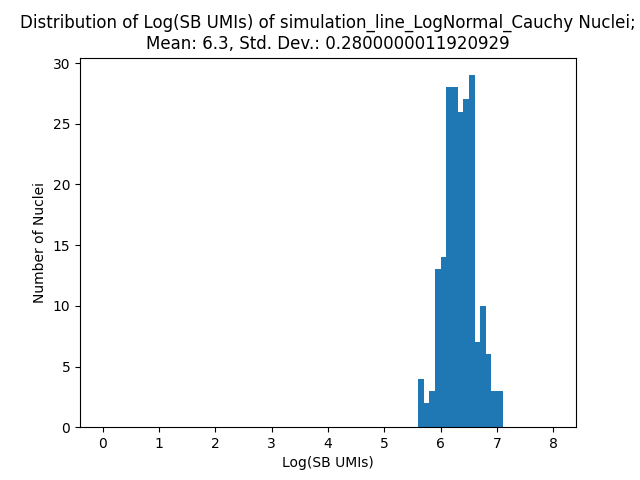 Distribution of Log(SB UMIs) of simulation_line_LogNormal_Cauchy Nuclei;
Mean: 6.3, Std. Dev.: 0.2800000011920929
30
25
20
15
10
5
0
Number of Nuclei
0 1 2 3 4 5 6 7 8
Log(SB UMIs)